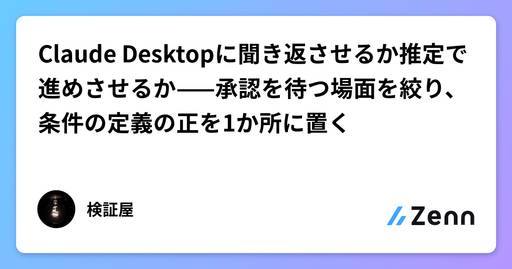 Claude Desktopに聞き返させるか推定で
進めさせるか──承認を待つ場面を絞り、
条件の定義の正を1か所に置く
検証屋
Zenn